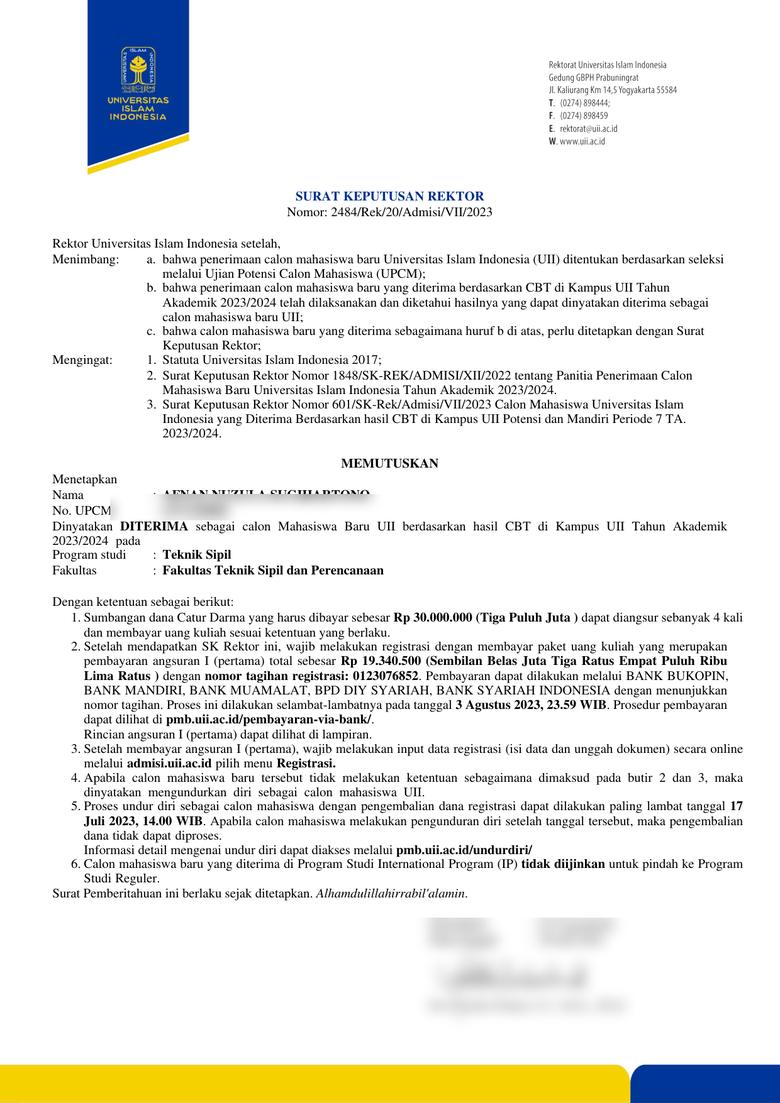 ISLAM
UNIVERSITAS
INDONESIA
UNIVERSITAS
ISLAM
INDONESIA
Rektorat Universitas Islam Indonesia
Gedung GBPH Prabuningrat
Jl. Kaliurang Km 14,5 Yogyakarta 55584
T. (0274) 898444;
F. (0274) 898459
E. rektorat@uii.ac.id
W. www.uii.ac.id
SURAT KEPUTUSAN REKTOR
Nomor: 2484/Rek/20/Admisi/VII/2023
Rektor Universitas Islam Indonesia setelah,
Menimbang: a. bahwa penerimaan calon mahasiswa baru Universitas Islam Indonesia (UII) ditentukan berdasarkan seleksi
melalui Ujian Potensi Calon Mahasiswa (UPCM);
b. bahwa penerimaan calon mahasiswa baru yang diterima berdasarkan CBT di Kampus UII Tahun
Akademik 2023/2024 telah dilaksanakan dan diketahui hasilnya yang dapat dinyatakan diterima sebagai
calon mahasiswa baru UII;
c. bahwa calon mahasiswa baru yang diterima sebagaimana huruf b di atas, perlu ditetapkan dengan Surat
Keputusan Rektor;
Mengingat: 1. Statuta Universitas Islam Indonesia 2017;
2. Surat Keputusan Rektor Nomor 1848/SK-REK/ADMISI/XII/2022 tentang Panitia Penerimaan Calon
Mahasiswa Baru Universitas Islam Indonesia Tahun Akademik 2023/2024.
3. Surat Keputusan Rektor Nomor 601/SK-Rek/Admisi/VII/2023 Calon Mahasiswa Universitas Islam
Indonesia yang Diterima Berdasarkan hasil CBT di Kampus UII Potensi dan Mandiri Periode 7 TA.
2023/2024.
MEMUTUSKAN
Menetapkan
Nama :
No. UPCM
Dinyatakan DITERIMA sebagai calon Mahasiswa Baru UII berdasarkan hasil CBT di Kampus UII Tahun Akademik
2023/2024 pada
Program studi : Teknik Sipil
Fakultas : Fakultas Teknik Sipil dan Perencanaan
Dengan ketentuan sebagai berikut:
1. Sumbangan dana Catur Darma yang harus dibayar sebesar Rp 30.000.000 (Tiga Puluh Juta ) dapat diangsur sebanyak 4 kali
dan membayar uang kuliah sesuai ketentuan yang berlaku.
2. Setelah mendapatkan SK Rektor ini, wajib melakukan registrasi dengan membayar paket uang kuliah yang merupakan
pembayaran angsuran I (pertama) total sebesar Rp 19.340.500 (Sembilan Belas Juta Tiga Ratus Empat Puluh Ribu
Lima Ratus ) dengan nomor tagihan registrasi: 0123076852. Pembayaran dapat dilakukan melalui BANK BUKOPIN,
BANK MANDIRI, BANK MUAMALAT, BPD DIY SYARIAH, BANK SYARIAH INDONESIA dengan menunjukkan
nomor tagihan. Proses ini dilakukan selambat-lambatnya pada tanggal 3 Agustus 2023, 23.59 WIB. Prosedur pembayaran
dapat dilihat di pmb.uii.ac.id/pembayaran-via-bank/.
Rincian angsuran I (pertama) dapat dilihat di lampiran.
3. Setelah membayar angsuran I (pertama), wajib melakukan input data registrasi (isi data dan unggah dokumen) secara online
melalui admisi.uii.ac.id pilih menu Registrasi.
4. Apabila calon mahasiswa baru tersebut tidak melakukan ketentuan sebagaimana dimaksud pada butir 2 dan 3, maka
dinyatakan mengundurkan diri sebagai calon mahasiswa UII.
5. Proses undur diri sebagai calon mahasiswa dengan pengembalian dana registrasi dapat dilakukan paling lambat tanggal 17
Juli 2023, 14.00 WIB. Apabila calon mahasiswa melakukan pengunduran diri setelah tanggal tersebut, maka pengembalian
dana tidak dapat diproses.
Informasi detail mengenai undur diri dapat diakses melalui pmb.uii.ac.id/undurdiri/
6. Calon mahasiswa baru yang diterima di Program Studi International Program (IP) tidak diijinkan untuk pindah ke Program
Studi Reguler.
Surat Pemberitahuan ini berlaku sejak ditetapkan. Alhamdulillahirrabil'alamin.